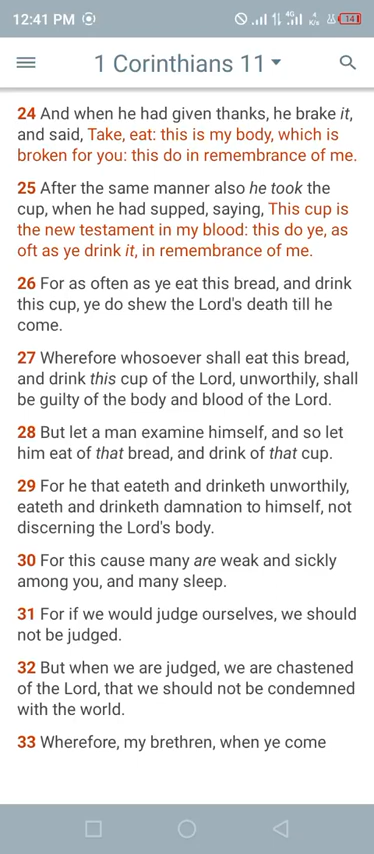 12:41 PM 4G 4 K/s 14
1 Corinthians 11
24 And when he had given thanks, he brake it,
and said, Take, eat: this is my body, which is
broken for you: this do in remembrance of me.
25 After the same manner also he took the
cup, when he had supped, saying, This cup is
the new testament in my blood: this do ye, as
oft as ye drink it, in remembrance of me.
26 For as often as ye eat this bread, and drink
this cup, ye do shew the Lord's death till he
come.
27 Wherefore whosoever shall eat this bread,
and drink this cup of the Lord, unworthily, shall
be guilty of the body and blood of the Lord.
28 But let a man examine himself, and so let
him eat of that bread, and drink of that cup.
29 For he that eateth and drinketh unworthily,
eateth and drinketh damnation to himself, not
discerning the Lord's body.
30 For this cause many are weak and sickly
among you, and many sleep.
31 For if we would judge ourselves, we should
not be judged.
32 But when we are judged, we are chastened
of the Lord, that we should not be condemned
with the world.
33 Wherefore, my brethren, when ye come